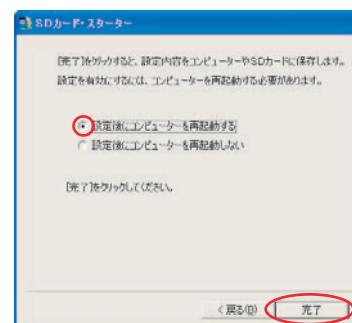 SDカード・スターター
[完了]をクリックすると、設定内容をコンピューターやSDカードに保存します。
設定を有効にするには、コンピューターを再起動する必要があります。
設定後にコンピューターを再起動する
設定後にコンピューターを再起動しない
[完了]をクリックしてください。
< 戻る(B)
完了